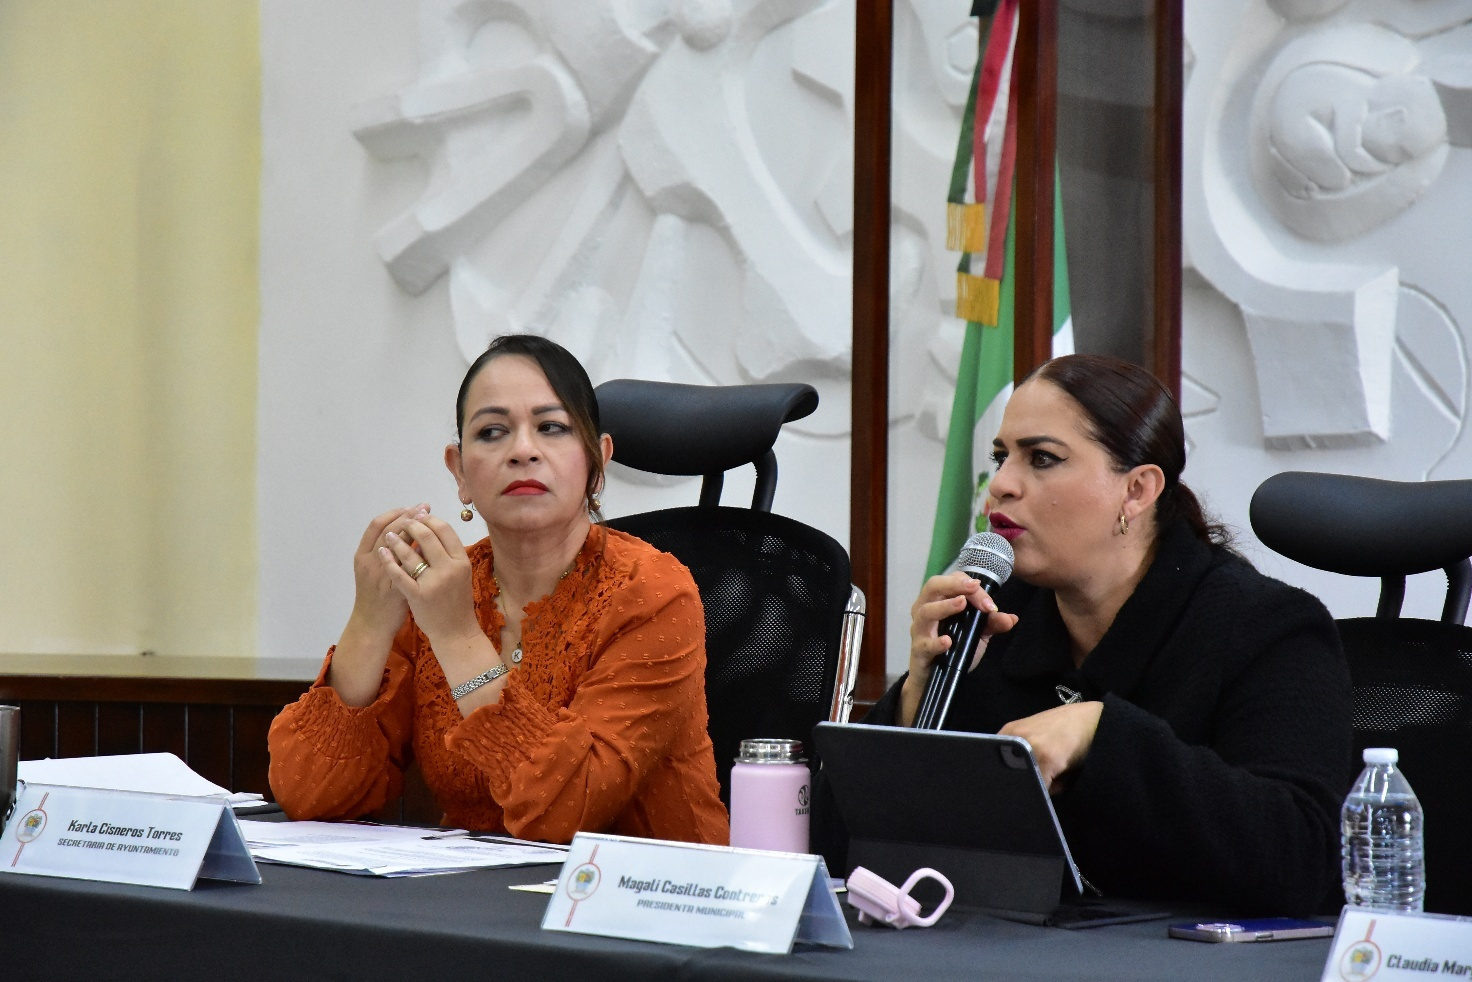 Karla Cisneros Torres
SECRETARIA DE AYUNTAMIENTO
Magali Casillas Contreras
PRESIDENTA MUNICIPAL
Claudia Mar
K